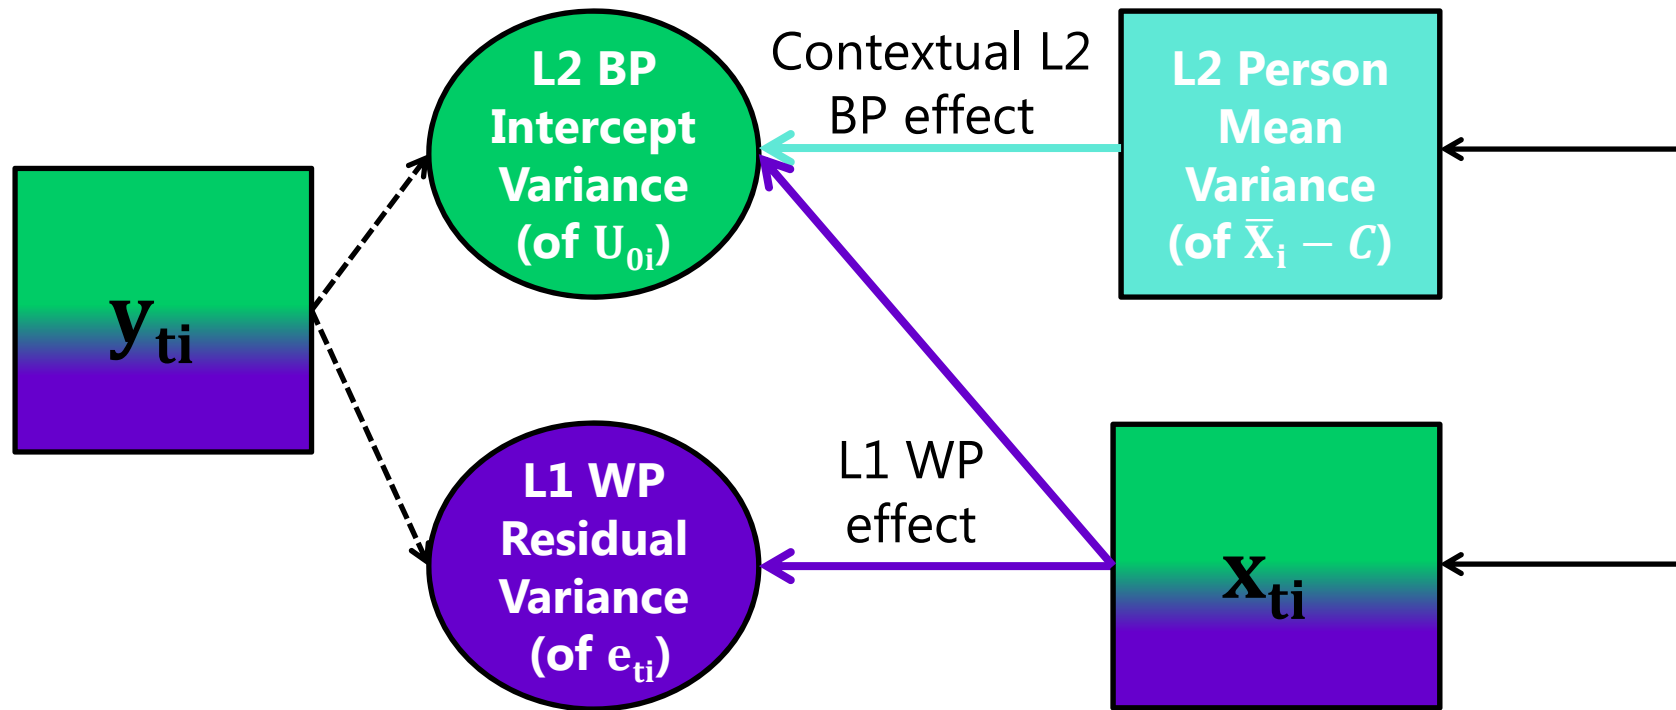 L2 BP
Intercept
Variance
(of U₀ᵢ)
Contextual L2
BP effect
L2 Person
Mean
Variance
(of X̅ᵢ − C)
yₜᵢ
L1 WP
Residual
Variance
(of eₜᵢ)
L1 WP
effect
xₜᵢ